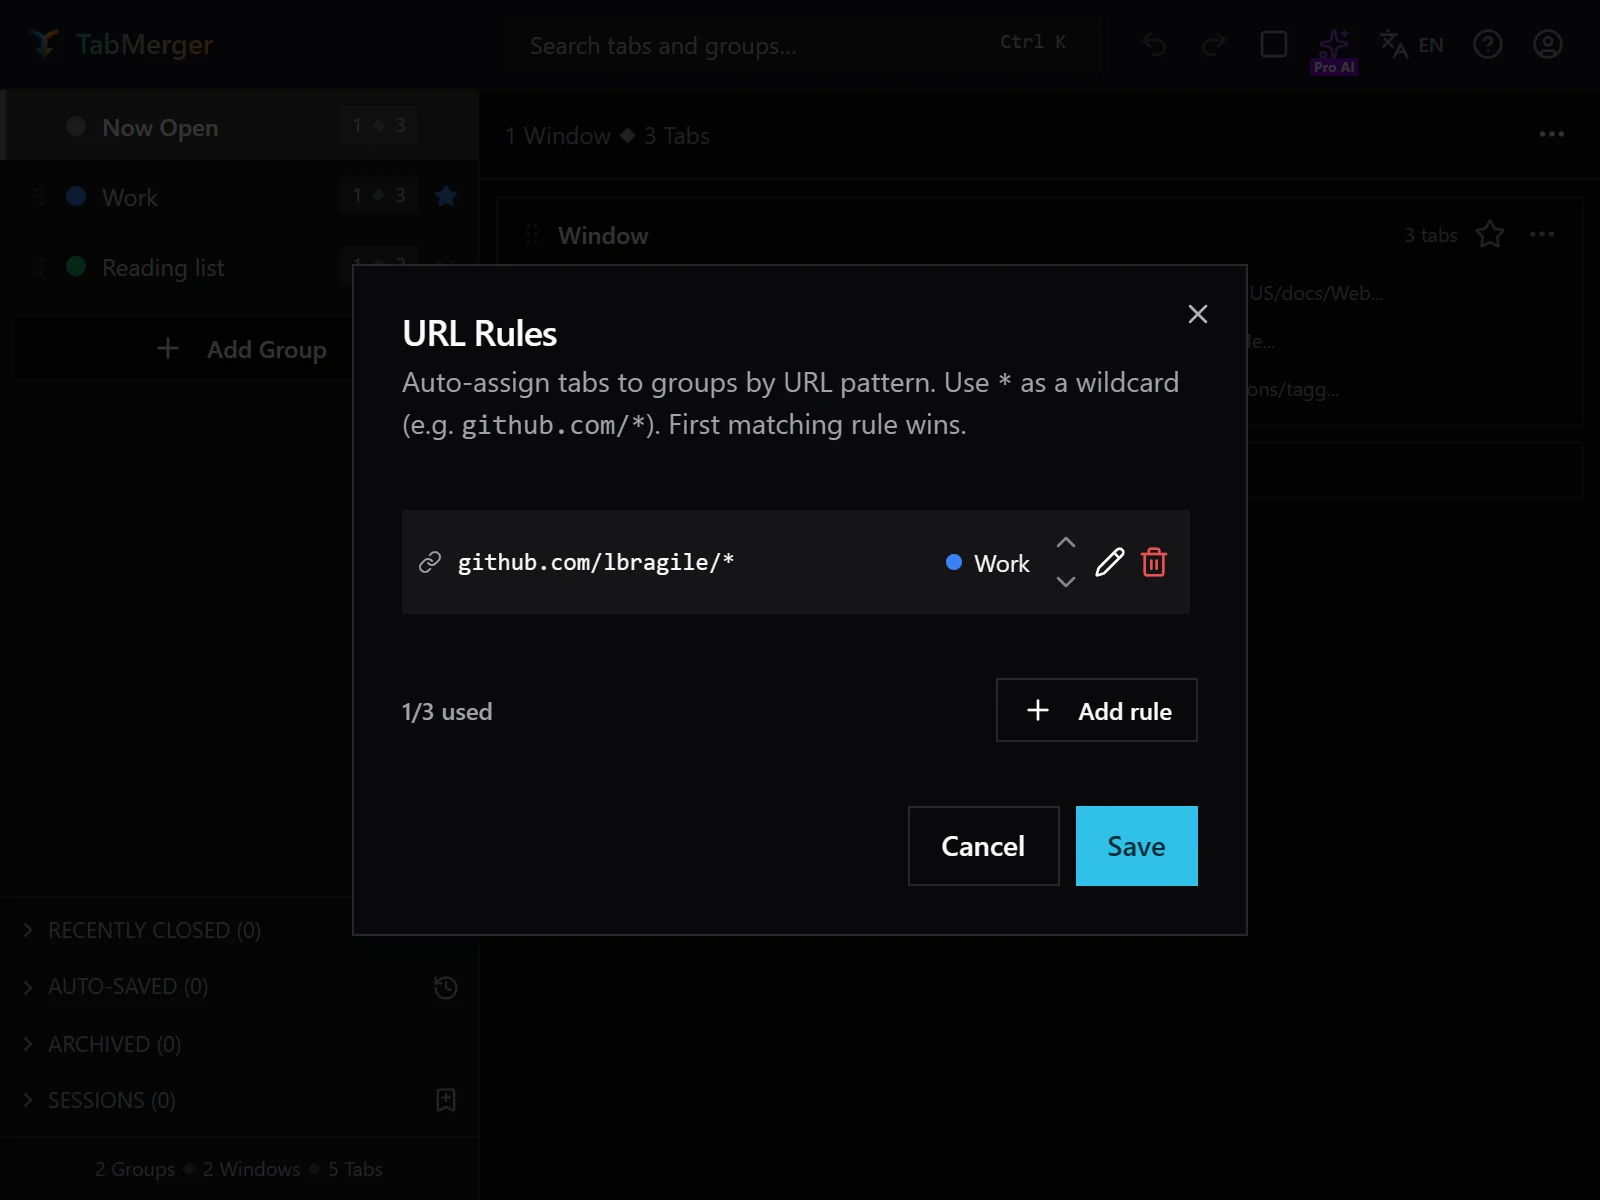 TabMerger
Search tabs and groups...
Ctrl K
Pro AI
EN
Now Open
1 ◆ 3
1 Window ◆ 3 Tabs
Work
1 ◆ 3
Window
3 tabs
Reading list
US/docs/Web...
Add Group
ons/tagg...
URL Rules
Auto-assign tabs to groups by URL pattern. Use * as a wildcard
(e.g. github.com/*). First matching rule wins.
github.com/lbragile/*
Work
1/3 used
Add rule
Cancel
Save
RECENTLY CLOSED (0)
AUTO-SAVED (0)
ARCHIVED (0)
SESSIONS (0)
2 Groups ◆ 2 Windows ◆ 5 Tabs